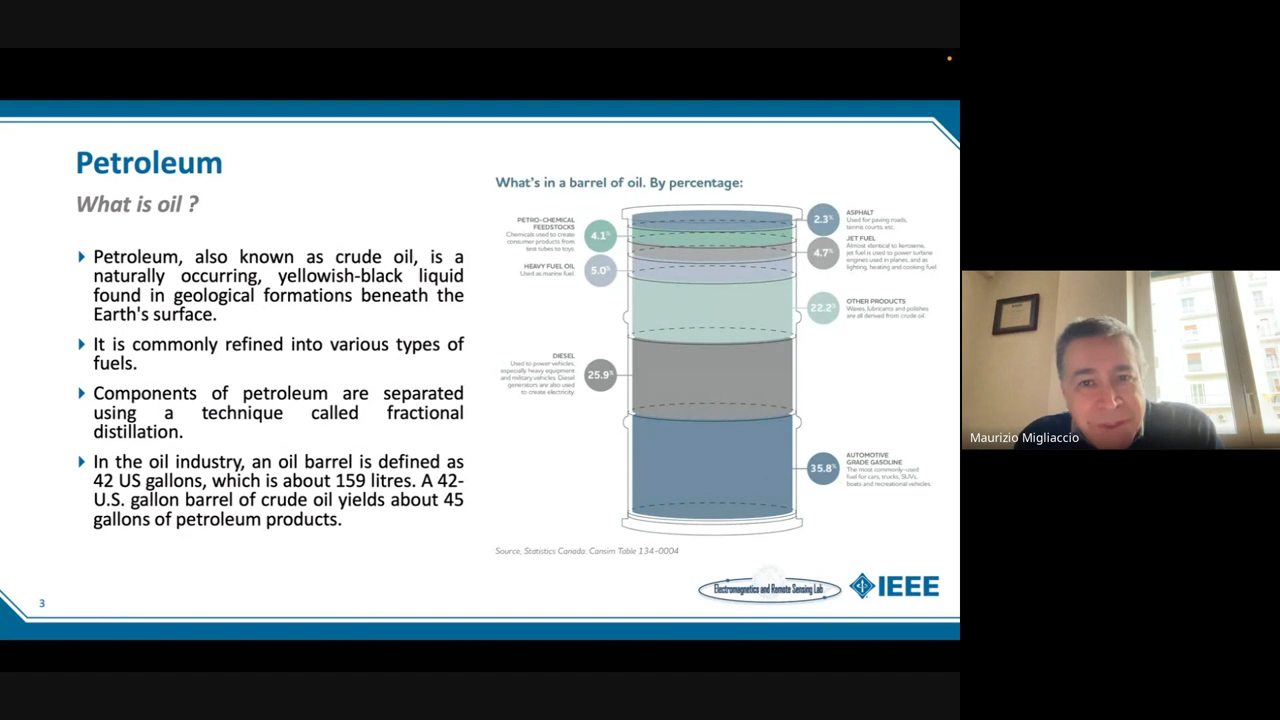 Petroleum
What is oil ?
Petroleum, also known as crude oil, is a
naturally occurring, yellowish-black liquid
found in geological formations beneath the
Earth's surface.
It is commonly refined into various types of
fuels.
Components of petroleum are separated
using a technique called fractional
distillation.
In the oil industry, an oil barrel is defined as
42 US gallons, which is about 159 litres. A 42-
U.S. gallon barrel of crude oil yields about 45
gallons of petroleum products.
What's in a barrel of oil. By percentage:
PETRO-CHEMICAL
FEEDSTOCKS
Chemicals used to create
consumer products from
test tubes to toys.
4.1%
HEAVY FUEL OIL
Used as marine fuel.
5.0%
DIESEL
Used to power vehicles,
especially heavy equipment
and military vehicles. Diesel
generators are also used
to create electricity.
25.9%
2.3%
ASPHALT
Used for paving roads,
tennis courts, etc.
4.7%
JET FUEL
Almost identical to kerosene,
jet fuel is used to power turbine
engines used in planes, and as
lighting, heating and cooking fuel
22.2%
OTHER PRODUCTS
Waxes, lubricants and polishes
are all derived from crude oil.
35.8%
AUTOMOTIVE
GRADE GASOLINE
The most commonly-used
fuel for cars, trucks, SUVs,
boats and recreational vehicles.
Source, Statistics Canada: Cansim Table 134-0004
Electromagnetics and Remote Sensing Lab
IEEE
3
Maurizio Migliaccio